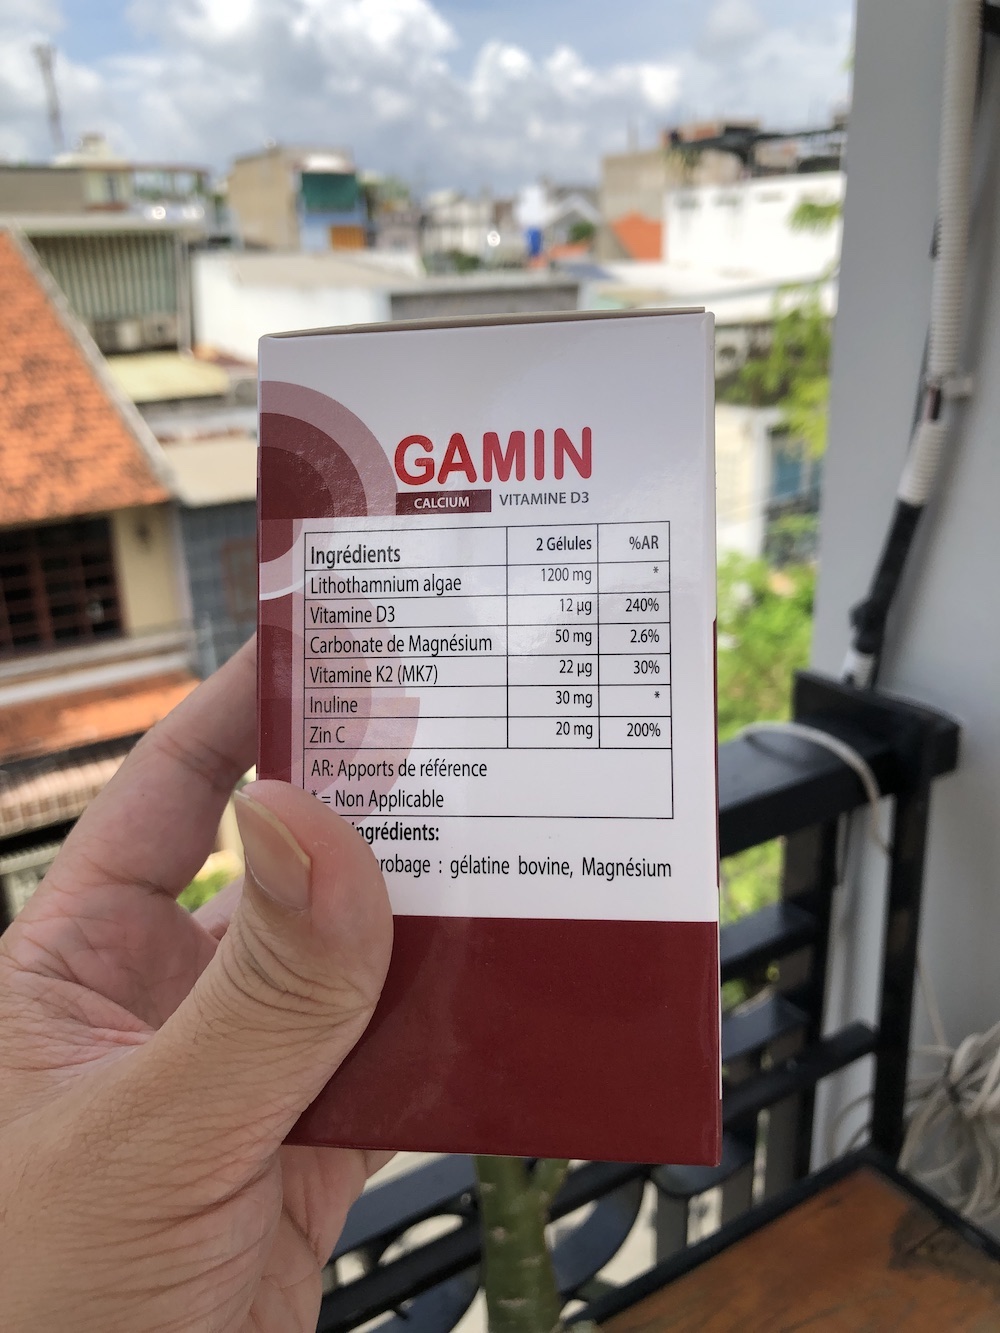 GAMIN
CALCIUM VITAMINE D3
Ingrédients 2 Gélules %AR
Lithothamnium algae 1200 mg *
Vitamine D3 12 µg 240%
Carbonate de Magnésium 50 mg 2.6%
Vitamine K2 (MK7) 22 µg 30%
Inuline 30 mg *
Zin C 20 mg 200%
AR: Apports de référence
* = Non Applicable
ingrédients:
: gélatine bovine, Magnésium